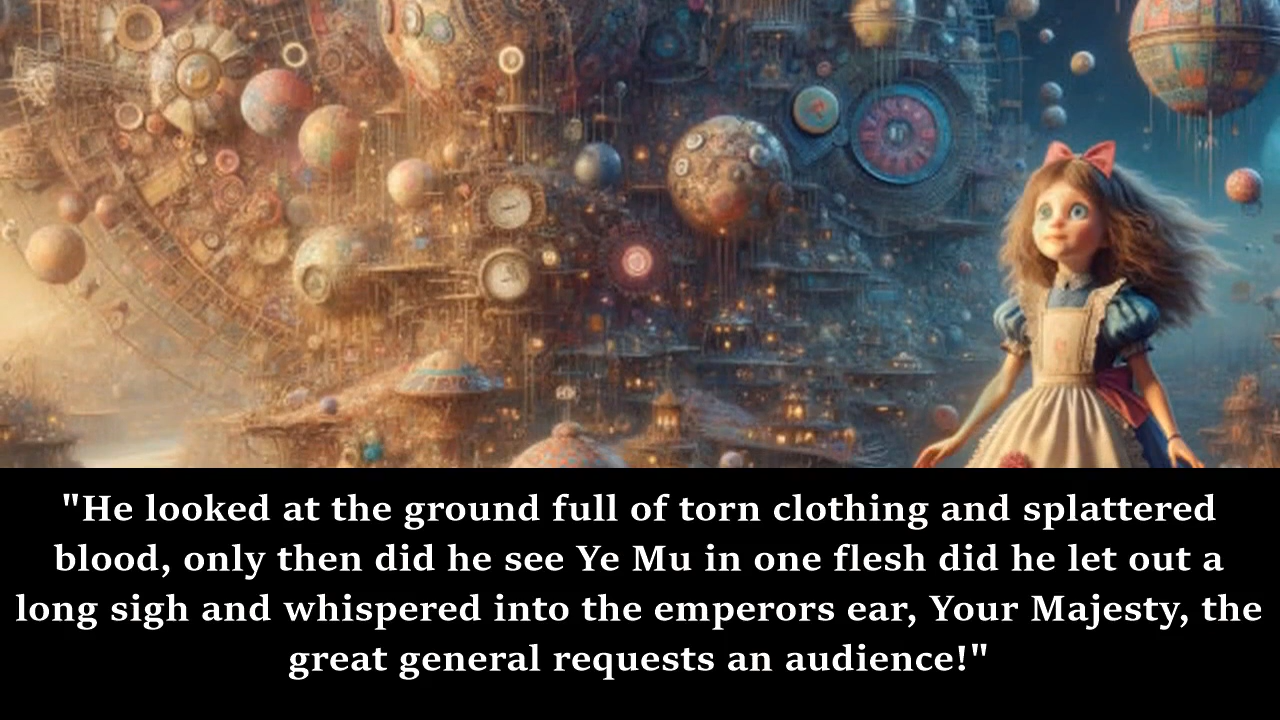 "He looked at the ground full of torn clothing and splattered
blood, only then did he see Ye Mu in one flesh did he let out a
long sigh and whispered into the emperors ear, Your Majesty, the
great general requests an audience!"